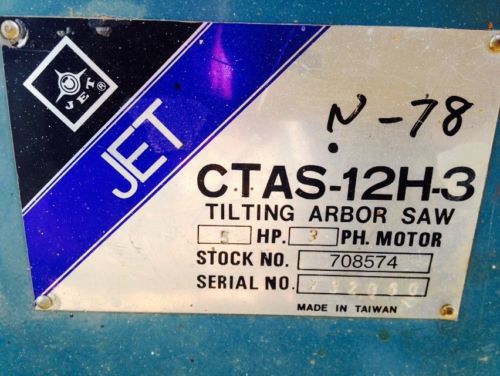 JET®
JET
N-78
CTAS-12H-3
TILTING ARBOR SAW
5 HP. 3 PH. MOTOR
STOCK NO. 708574
SERIAL NO.
MADE IN TAIWAN